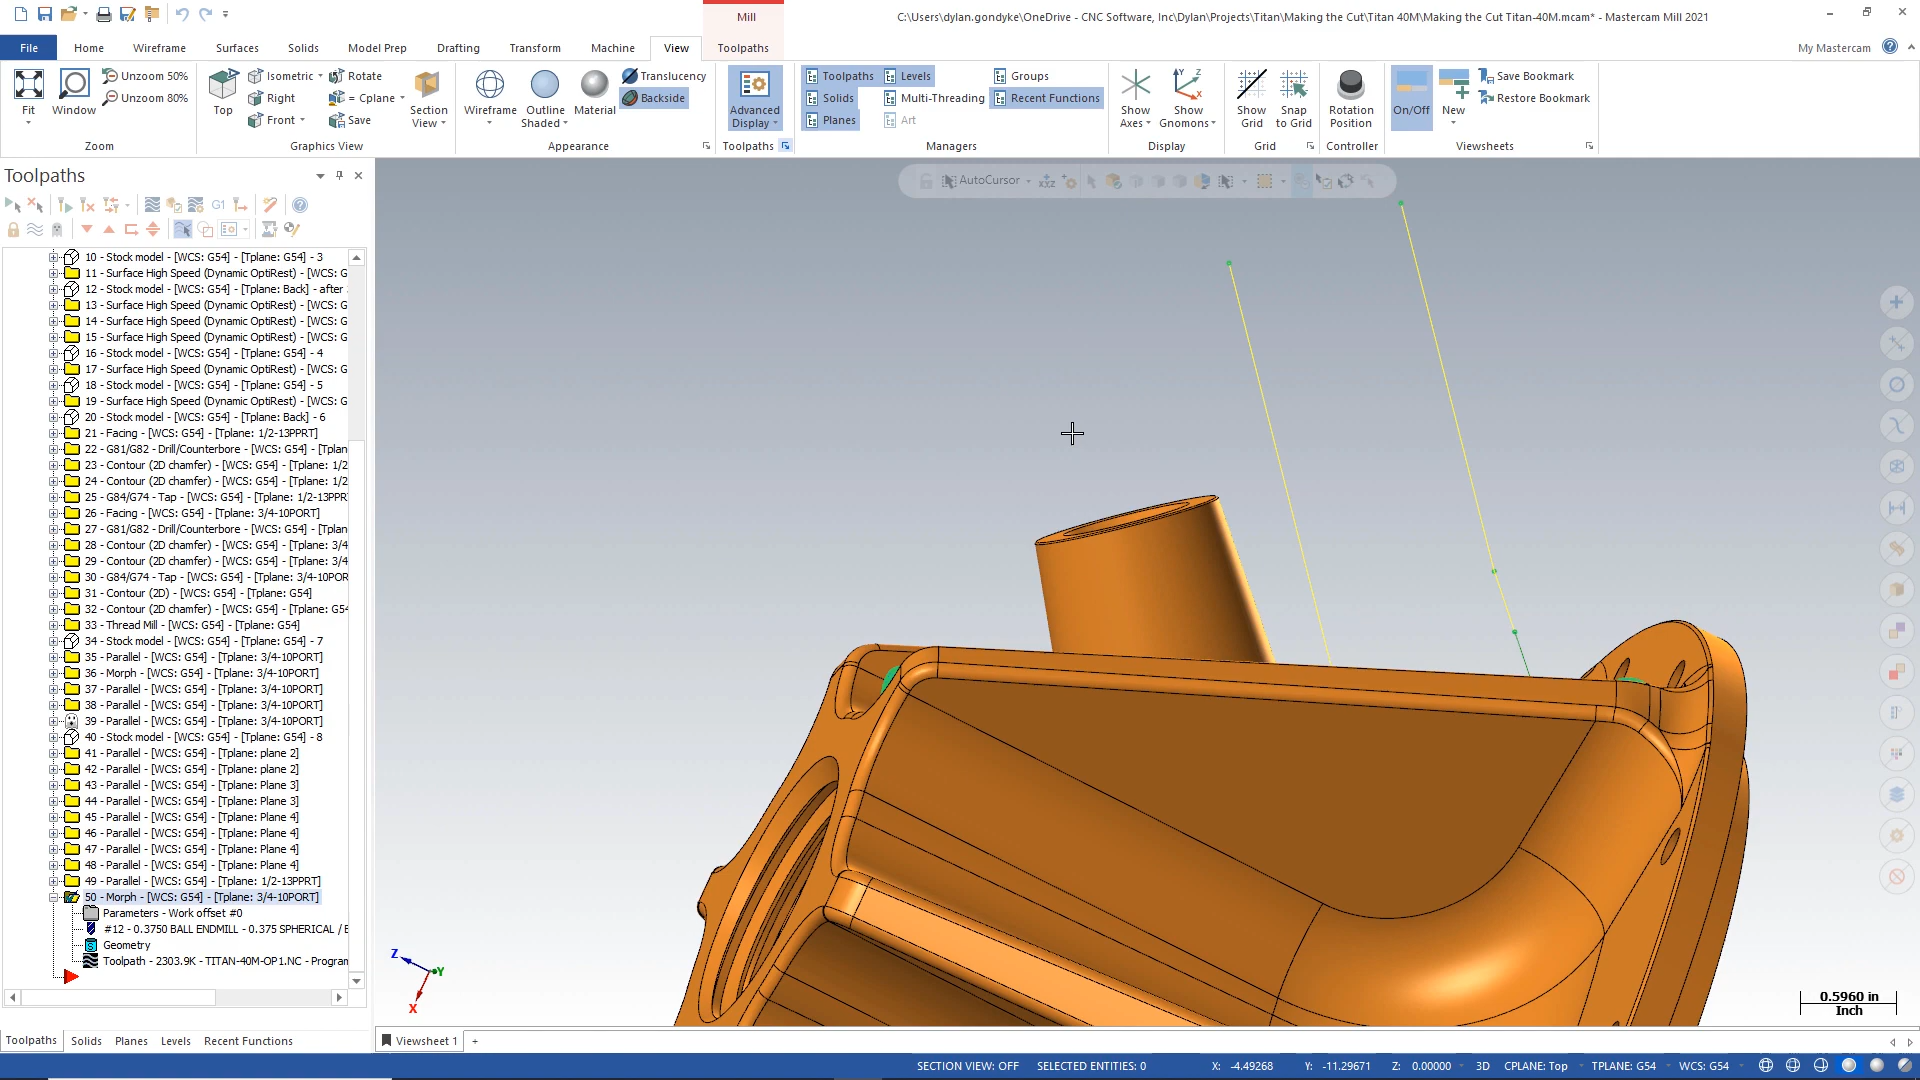 Mill
C:\Users\dylan.gondyke\OneDrive - CNC Software, Inc\Dylan\Projects\Titan\Making the Cut\Titan 40M\Making the Cut Titan-40M.mcam* - Mastercam Mill 2021
File Home Wireframe Surfaces Solids Model Prep Drafting Transform Machine View Toolpaths My Mastercam
Fit
Window
Unzoom 50%
Unzoom 80%
Zoom
Top
Isometric
Right
Front
Rotate
= Cplane
Save
Section View
Graphics View
Wireframe
Outline Shaded
Material
Translucency
Backside
Appearance
Advanced Display
Toolpaths
Toolpaths Levels Groups
Solids Multi-Threading Recent Functions
Planes Art
Managers
Show Axes
Show Gnomons
Display
Show Grid
Snap to Grid
Grid
Rotation Position
Controller
On/Off
New
Save Bookmark
Restore Bookmark
Viewsheets
Toolpaths
G1
AutoCursor
10 - Stock model - [WCS: G54] - [Tplane: G54] - 3
11 - Surface High Speed (Dynamic OptiRest) - [WCS: G
12 - Stock model - [WCS: G54] - [Tplane: Back] - after
13 - Surface High Speed (Dynamic OptiRest) - [WCS: G
14 - Surface High Speed (Dynamic OptiRest) - [WCS: G
15 - Surface High Speed (Dynamic OptiRest) - [WCS: G
16 - Stock model - [WCS: G54] - [Tplane: G54] - 4
17 - Surface High Speed (Dynamic OptiRest) - [WCS: G
18 - Stock model - [WCS: G54] - [Tplane: G54] - 5
19 - Surface High Speed (Dynamic OptiRest) - [WCS: G
20 - Stock model - [WCS: G54] - [Tplane: Back] - 6
21 - Facing - [WCS: G54] - [Tplane: 1/2-13PPRT]
22 - G81/G82 - Drill/Counterbore - [WCS: G54] - [Tplan
23 - Contour (2D chamfer) - [WCS: G54] - [Tplane: 1/2
24 - Contour (2D chamfer) - [WCS: G54] - [Tplane: 1/2
25 - G84/G74 - Tap - [WCS: G54] - [Tplane: 1/2-13PPR
26 - Facing - [WCS: G54] - [Tplane: 3/4-10PORT]
27 - G81/G82 - Drill/Counterbore - [WCS: G54] - [Tplan
28 - Contour (2D chamfer) - [WCS: G54] - [Tplane: 3/4
29 - Contour (2D chamfer) - [WCS: G54] - [Tplane: 3/4
30 - G84/G74 - Tap - [WCS: G54] - [Tplane: 3/4-10POR
31 - Contour (2D) - [WCS: G54] - [Tplane: G54]
32 - Contour (2D chamfer) - [WCS: G54] - [Tplane: G54
33 - Thread Mill - [WCS: G54] - [Tplane: G54]
34 - Stock model - [WCS: G54] - [Tplane: G54] - 7
35 - Parallel - [WCS: G54] - [Tplane: 3/4-10PORT]
36 - Morph - [WCS: G54] - [Tplane: 3/4-10PORT]
37 - Parallel - [WCS: G54] - [Tplane: 3/4-10PORT]
38 - Parallel - [WCS: G54] - [Tplane: 3/4-10PORT]
39 - Parallel - [WCS: G54] - [Tplane: 3/4-10PORT]
40 - Stock model - [WCS: G54] - [Tplane: G54] - 8
41 - Parallel - [WCS: G54] - [Tplane: plane 2]
42 - Parallel - [WCS: G54] - [Tplane: plane 2]
43 - Parallel - [WCS: G54] - [Tplane: Plane 3]
44 - Parallel - [WCS: G54] - [Tplane: Plane 3]
45 - Parallel - [WCS: G54] - [Tplane: Plane 4]
46 - Parallel - [WCS: G54] - [Tplane: Plane 4]
47 - Parallel - [WCS: G54] - [Tplane: Plane 4]
48 - Parallel - [WCS: G54] - [Tplane: Plane 4]
49 - Parallel - [WCS: G54] - [Tplane: 1/2-13PPRT]
50 - Morph - [WCS: G54] - [Tplane: 3/4-10PORT]
Parameters - Work offset #0
#12 - 0.3750 BALL ENDMILL - 0.375 SPHERICAL / E
Geometry
Toolpath - 2303.9K - TITAN-40M-OP1.NC - Program
Z
Y
X
0.5960 in
Inch
Toolpaths Solids Planes Levels Recent Functions
Viewsheet 1 +
SECTION VIEW: OFF SELECTED ENTITIES: 0 X: -4.49268 Y: -11.29671 Z: 0.00000 3D CPLANE: Top TPLANE: G54 WCS: G54